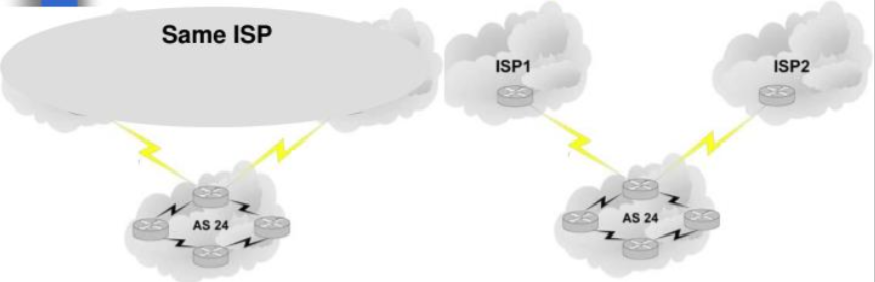 Same ISP
ISP1
ISP2
AS 24
AS 24